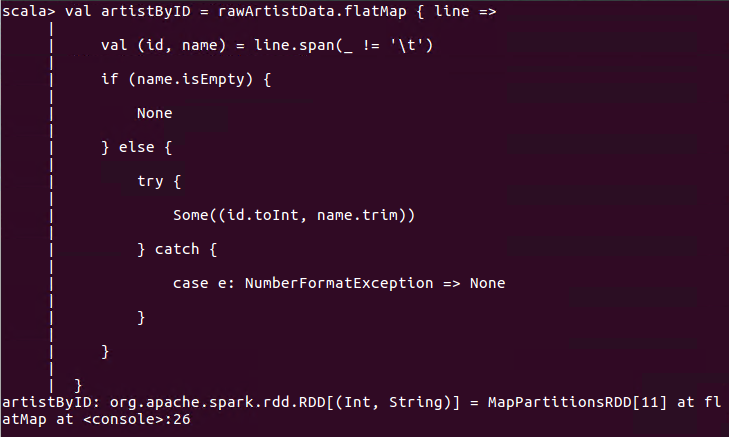 scala> val artistByID = rawArtistData.flatMap { line =>
     |
     |     val (id, name) = line.span(_ != '\t')
     |
     |     if (name.isEmpty) {
     |
     |         None
     |
     |     } else {
     |
     |         try {
     |
     |             Some((id.toInt, name.trim))
     |
     |         } catch {
     |
     |             case e: NumberFormatException => None
     |
     |         }
     |
     |     }
     |
     |  }
artistByID: org.apache.spark.rdd.RDD[(Int, String)] = MapPartitionsRDD[11] at fl
atMap at <console>:26